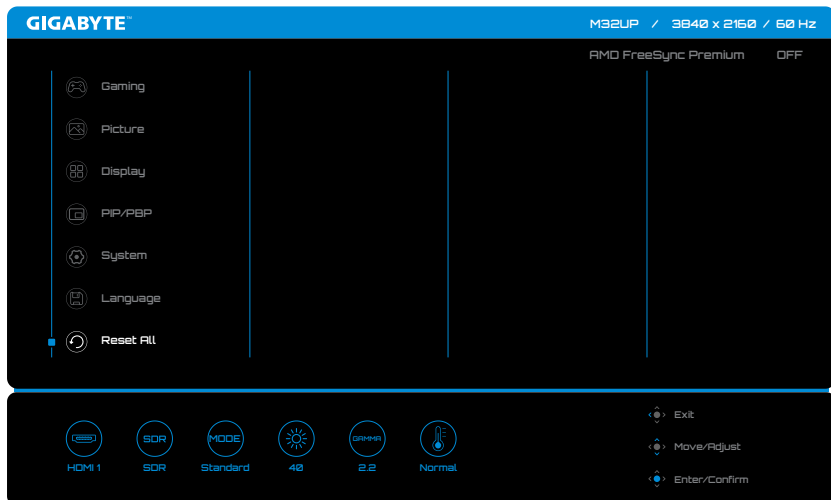 GIGABYTE™
M32UP / 3840 x 2160 / 60 Hz
AMD FreeSync Premium OFF
Gaming
Picture
Display
PIP/PBP
System
Language
Reset All
Exit
Move/Adjust
Enter/Confirm
SDR MODE GAMMA
HDMI 1 SDR Standard 40 2.2 Normal